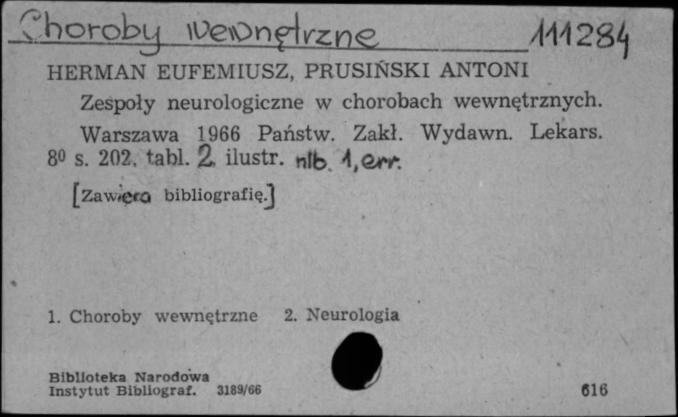 Choroby wewnętrzne 111284
HERMAN EUFEMIUSZ, PRUSIŃSKI ANTONI
Zespoły neurologiczne w chorobach wewnętrznych.
Warszawa 1966 Państw. Zakł. Wydawn. Lekars.
8⁰ s. 202, tabl. 2, ilustr. nlb. 1, err.
[Zawiera bibliografię.]
1. Choroby wewnętrzne 2. Neurologia
Biblioteka Narodowa
Instytut Bibliograf. 3189/66 616